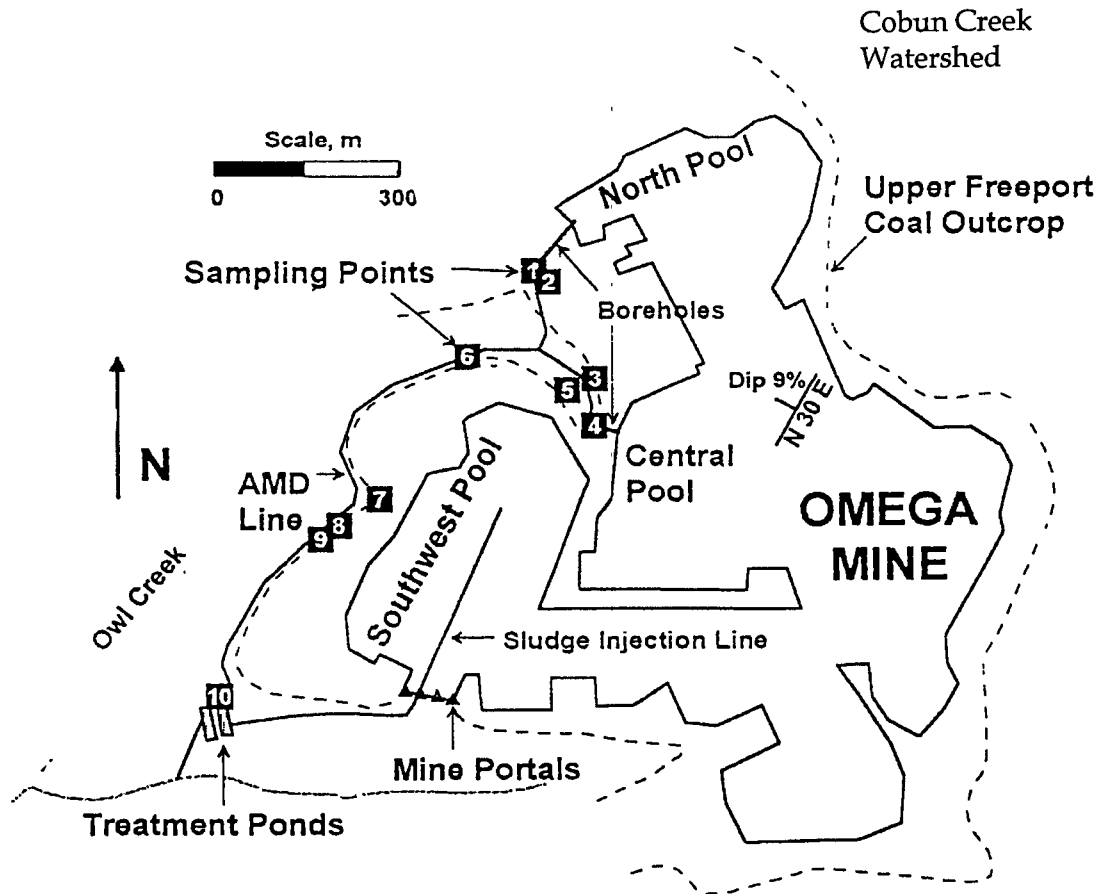 Cobun Creek
Watershed
Scale, m
0 300
North Pool
Upper Freeport
Coal Outcrop
Sampling Points
1
2
Boreholes
6
3
5
Dip 9%
N 30 E
4
N
Central
Pool
AMD
Line
7
Southwest Pool
OMEGA
MINE
8
9
Owl Creek
Sludge Injection Line
10
Mine Portals
Treatment Ponds